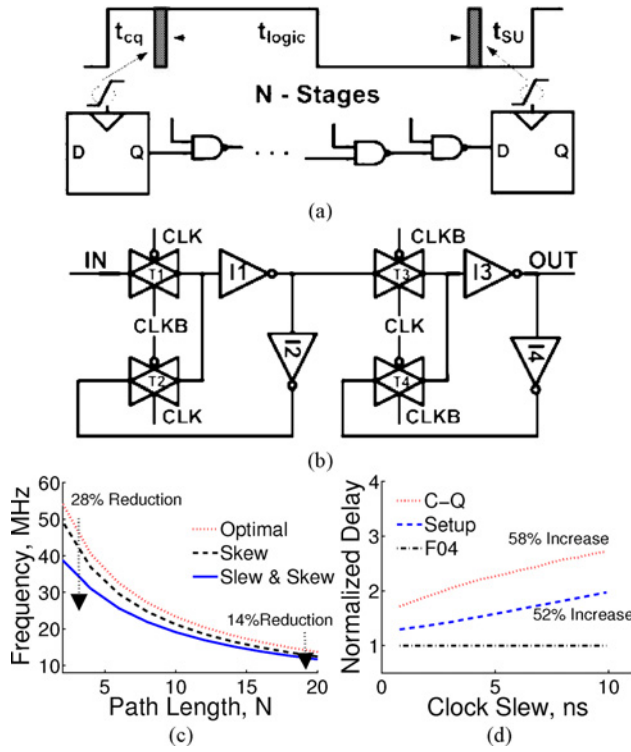 t_cq t_logic t_SU
N - Stages
D Q . . . D Q
(a)
CLK CLKB
IN T1 I1 T3 I3 OUT
CLKB I2 CLK I4
T2 T4
CLK CLKB
(b)
60
50
40
30
20
10
28% Reduction
Optimal
Skew
Slew & Skew
14%Reduction
5 10 15 20
Frequency, MHz
Path Length, N
(c)
4
3
2
1
C-Q
Setup
F04
58% Increase
52% Increase
0 5 10
Normalized Delay
Clock Slew, ns
(d)